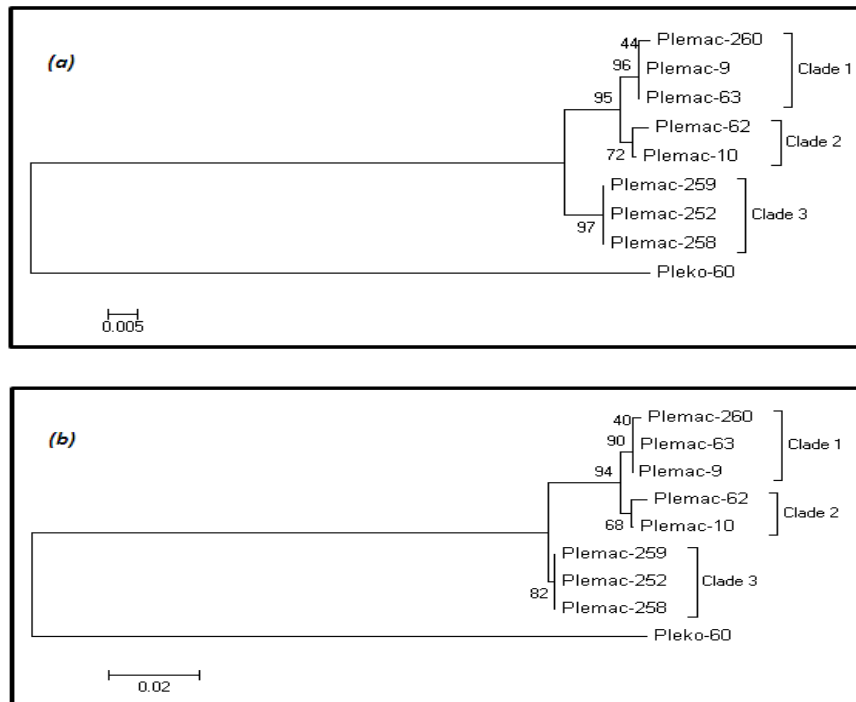 (a)
44
Plemac-260
96
Plemac-9
Clade 1
95
Plemac-63
Plemac-62
Clade 2
72
Plemac-10
Plemac-259
Plemac-252
Clade 3
97
Plemac-258
Pleko-60
0.005
(b)
40
Plemac-260
90
Plemac-63
Clade 1
94
Plemac-9
Plemac-62
Clade 2
68
Plemac-10
Plemac-259
Plemac-252
Clade 3
82
Plemac-258
Pleko-60
0.02